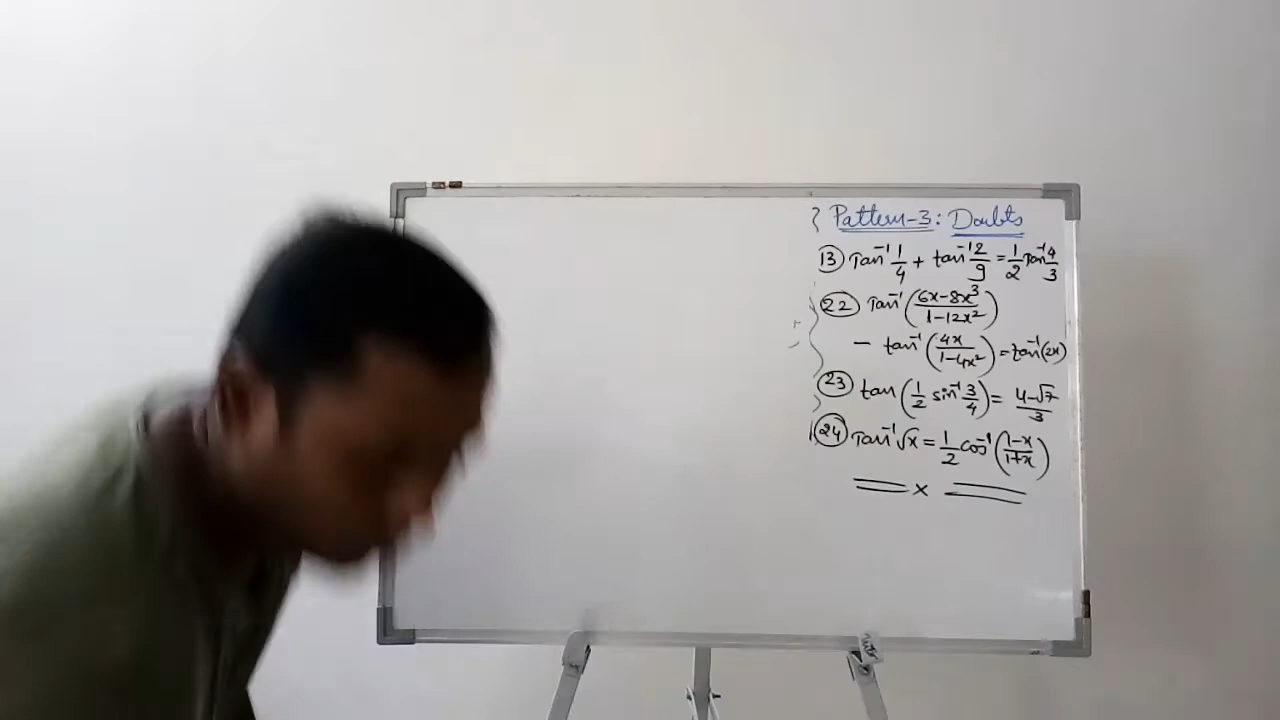 Pattern-3: Doubts
13 Tan⁻¹ 1/4 + tan⁻¹ 2/9 = 1/2 Tan⁻¹ 4/3
22 Tan⁻¹ (6x-8x³/1-12x²)
- tan⁻¹ (4x/1-4x²) = tan⁻¹(2x)
23 tan (1/2 sin⁻¹ 3/4) = 4-√7/3
24 Tan⁻¹ √x = 1/2 cos⁻¹ (1-x/1+x)
x